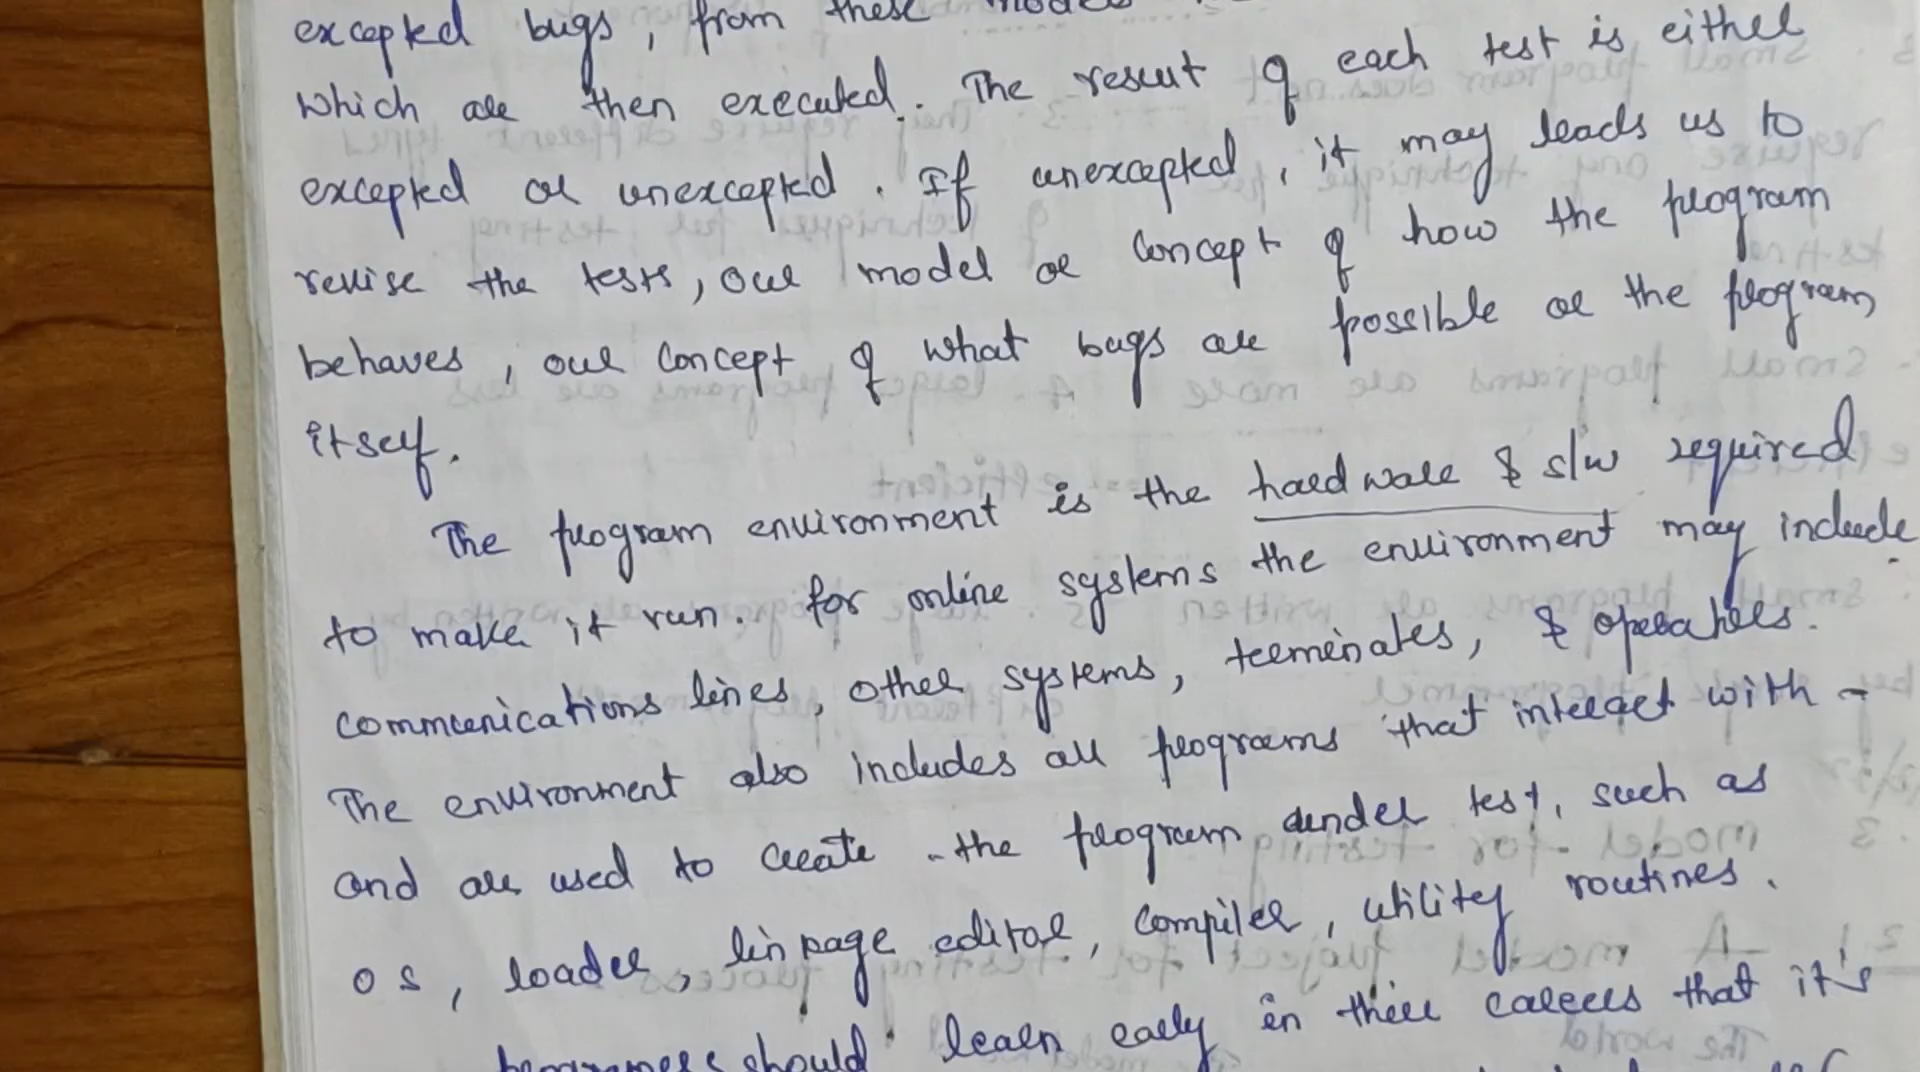 excepted bugs, from these
which are then executed. The result of each test is either
excepted or unexcepted. If unexcepted, it may leads us to
revise the tests, our model or concept of how the program
behaves, our concept of what bugs are possible or the program
itself.
The program environment is the hardware & s/w required
to make it run. for online systems the environment may include
communications lines, other systems, terminates, & operators.
The environment also includes all programs that interact with -
and are used to create the program under test, such as
OS, loader, linpage editor, compiler, utility routines.
should learn early in their careers that it's